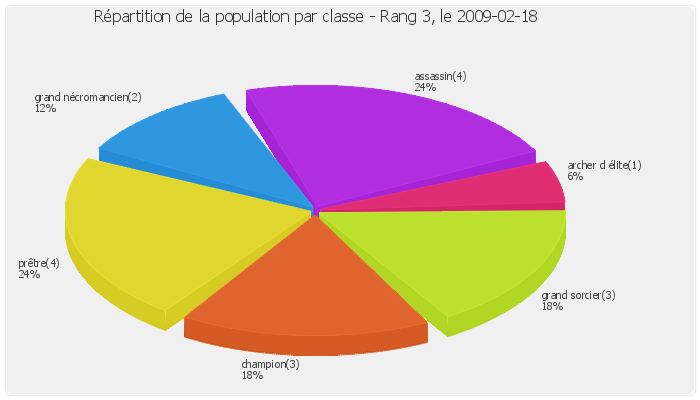 Répartition de la population par classe - Rang 3, le 2009-02-18
assassin(4)
24%
grand nécromancien(2)
12%
archer d élite(1)
6%
prêtre(4)
24%
grand sorcier(3)
18%
champion(3)
18%